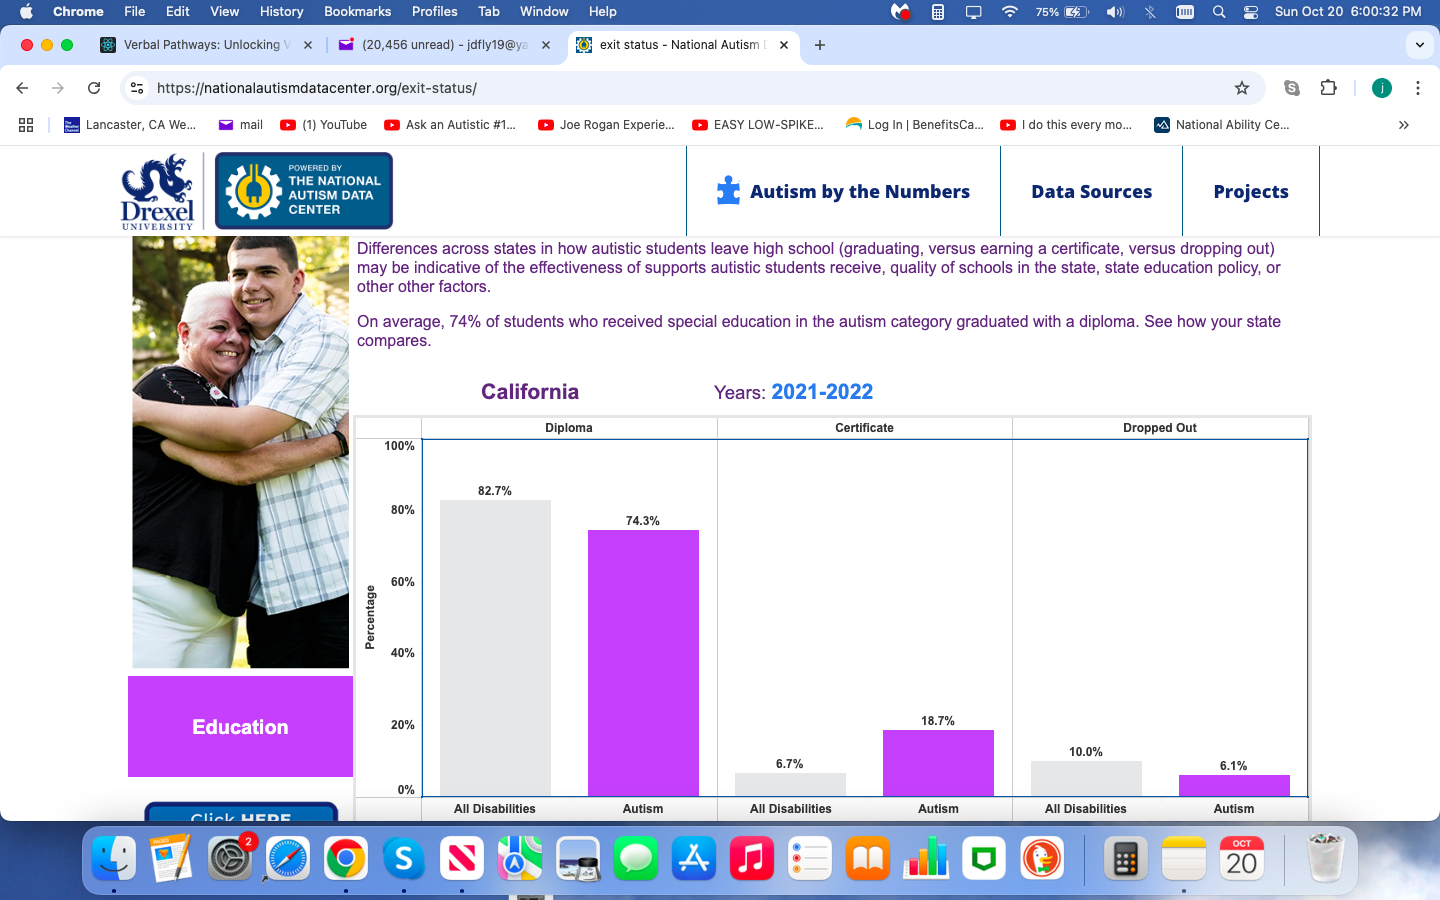 Chrome File Edit View History Bookmarks Profiles Tab Window Help 75% Sun Oct 20 6:00:32 PM
Verbal Pathways: Unlocking V (20,456 unread) - jdfly19@ya exit status - National Autism D
https://nationalautismdatacenter.org/exit-status/ j
Lancaster, CA We... mail (1) YouTube Ask an Autistic #1... Joe Rogan Experie... EASY LOW-SPIKE... Log In | BenefitsCa... I do this every mo... National Ability Ce...
Drexel
UNIVERSITY
POWERED BY
THE NATIONAL
AUTISM DATA
CENTER
Autism by the Numbers Data Sources Projects
Differences across states in how autistic students leave high school (graduating, versus earning a certificate, versus dropping out)
may be indicative of the effectiveness of supports autistic students receive, quality of schools in the state, state education policy, or
other other factors.
On average, 74% of students who received special education in the autism category graduated with a diploma. See how your state
compares.
California Years: 2021-2022
Diploma Certificate Dropped Out
100%
82.7%
80%
74.3%
60%
Percentage
40%
20%
18.7%
10.0%
6.7%
6.1%
0%
All Disabilities Autism All Disabilities Autism All Disabilities Autism
Education
Click HERE
2
OCT
20